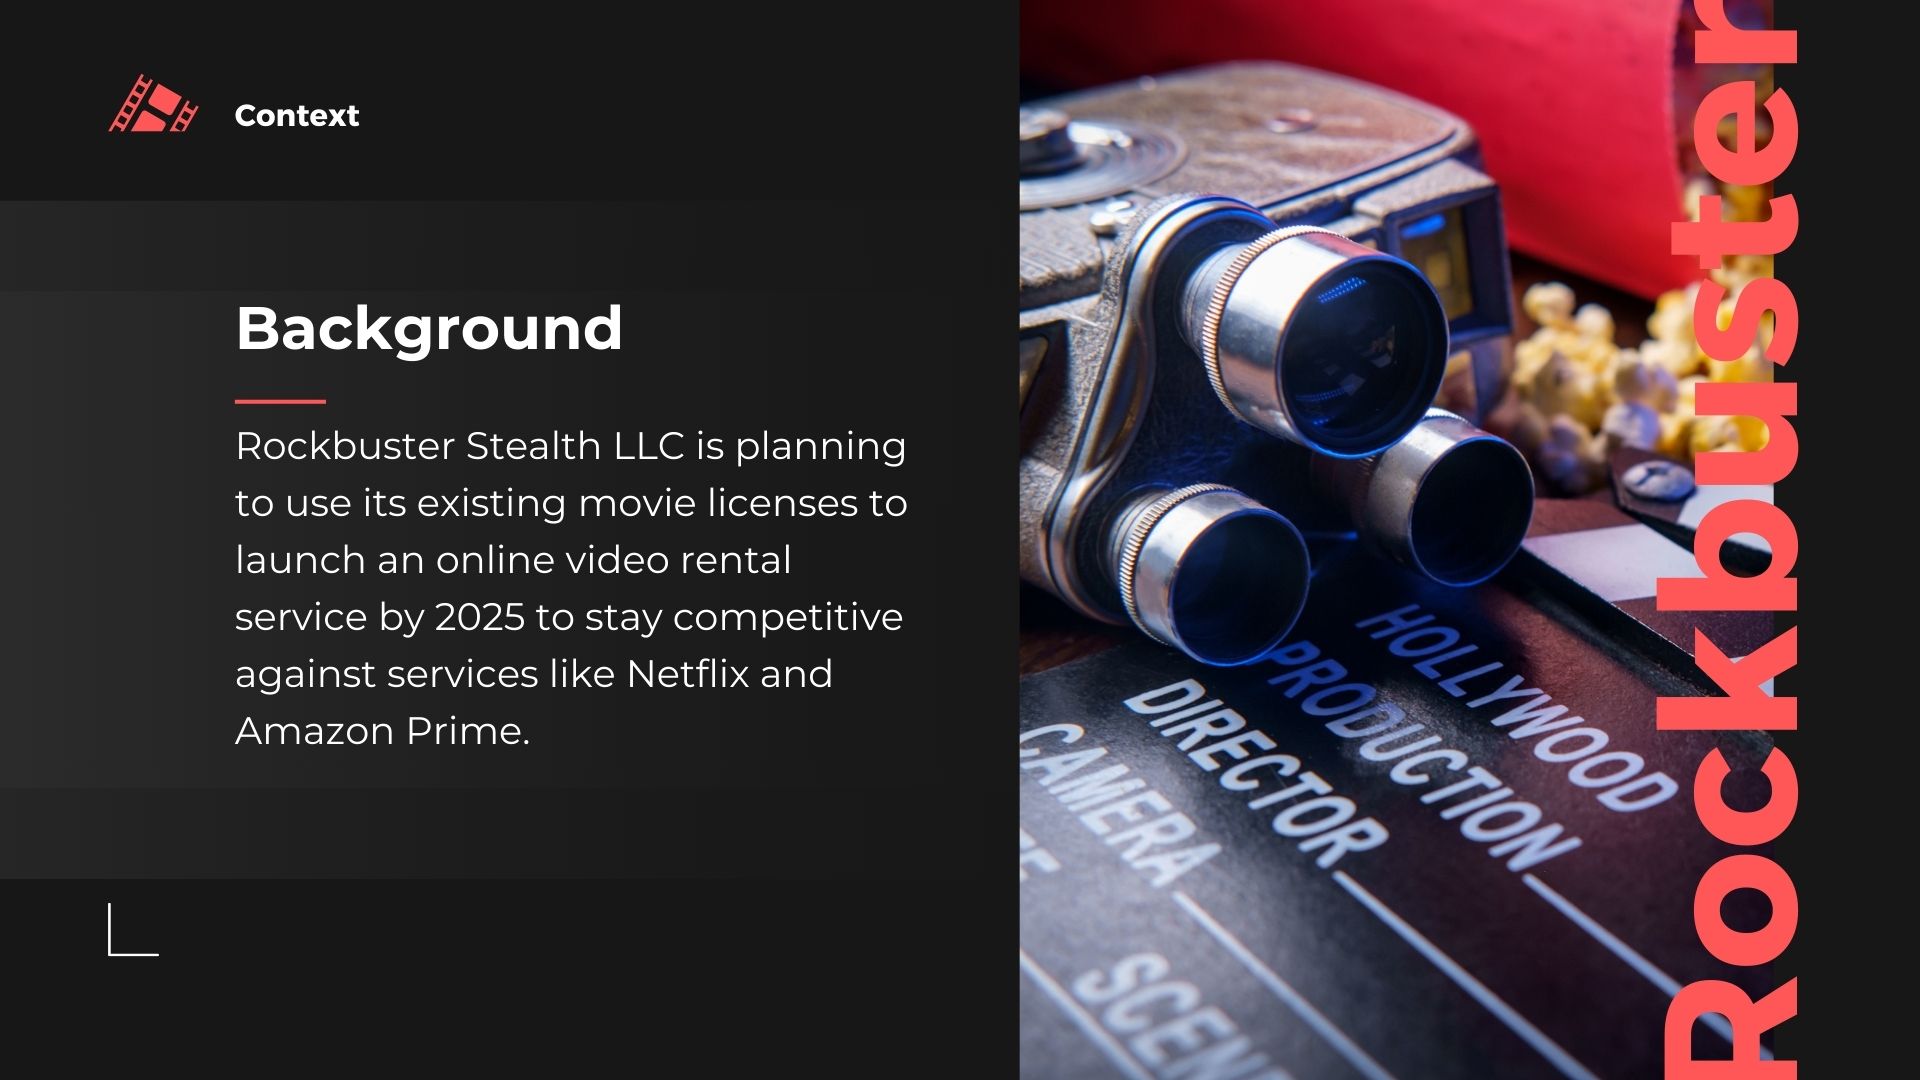 Context
Background
Rockbuster Stealth LLC is planning
to use its existing movie licenses to
launch an online video rental
service by 2025 to stay competitive
against services like Netflix and
Amazon Prime.
Rockbuster
HOLLYWOOD
PRODUCTION
DIRECTOR
CAMERA